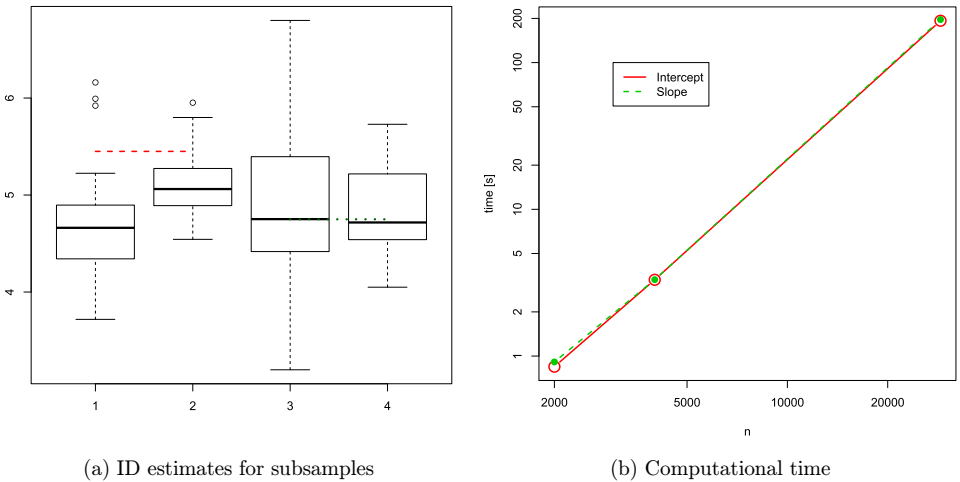 6
5
4
1 2 3 4
(a) ID estimates for subsamples
200
100
50
20
10
5
2
1
time [s]
Intercept
Slope
2000 5000 10000 20000
n
(b) Computational time